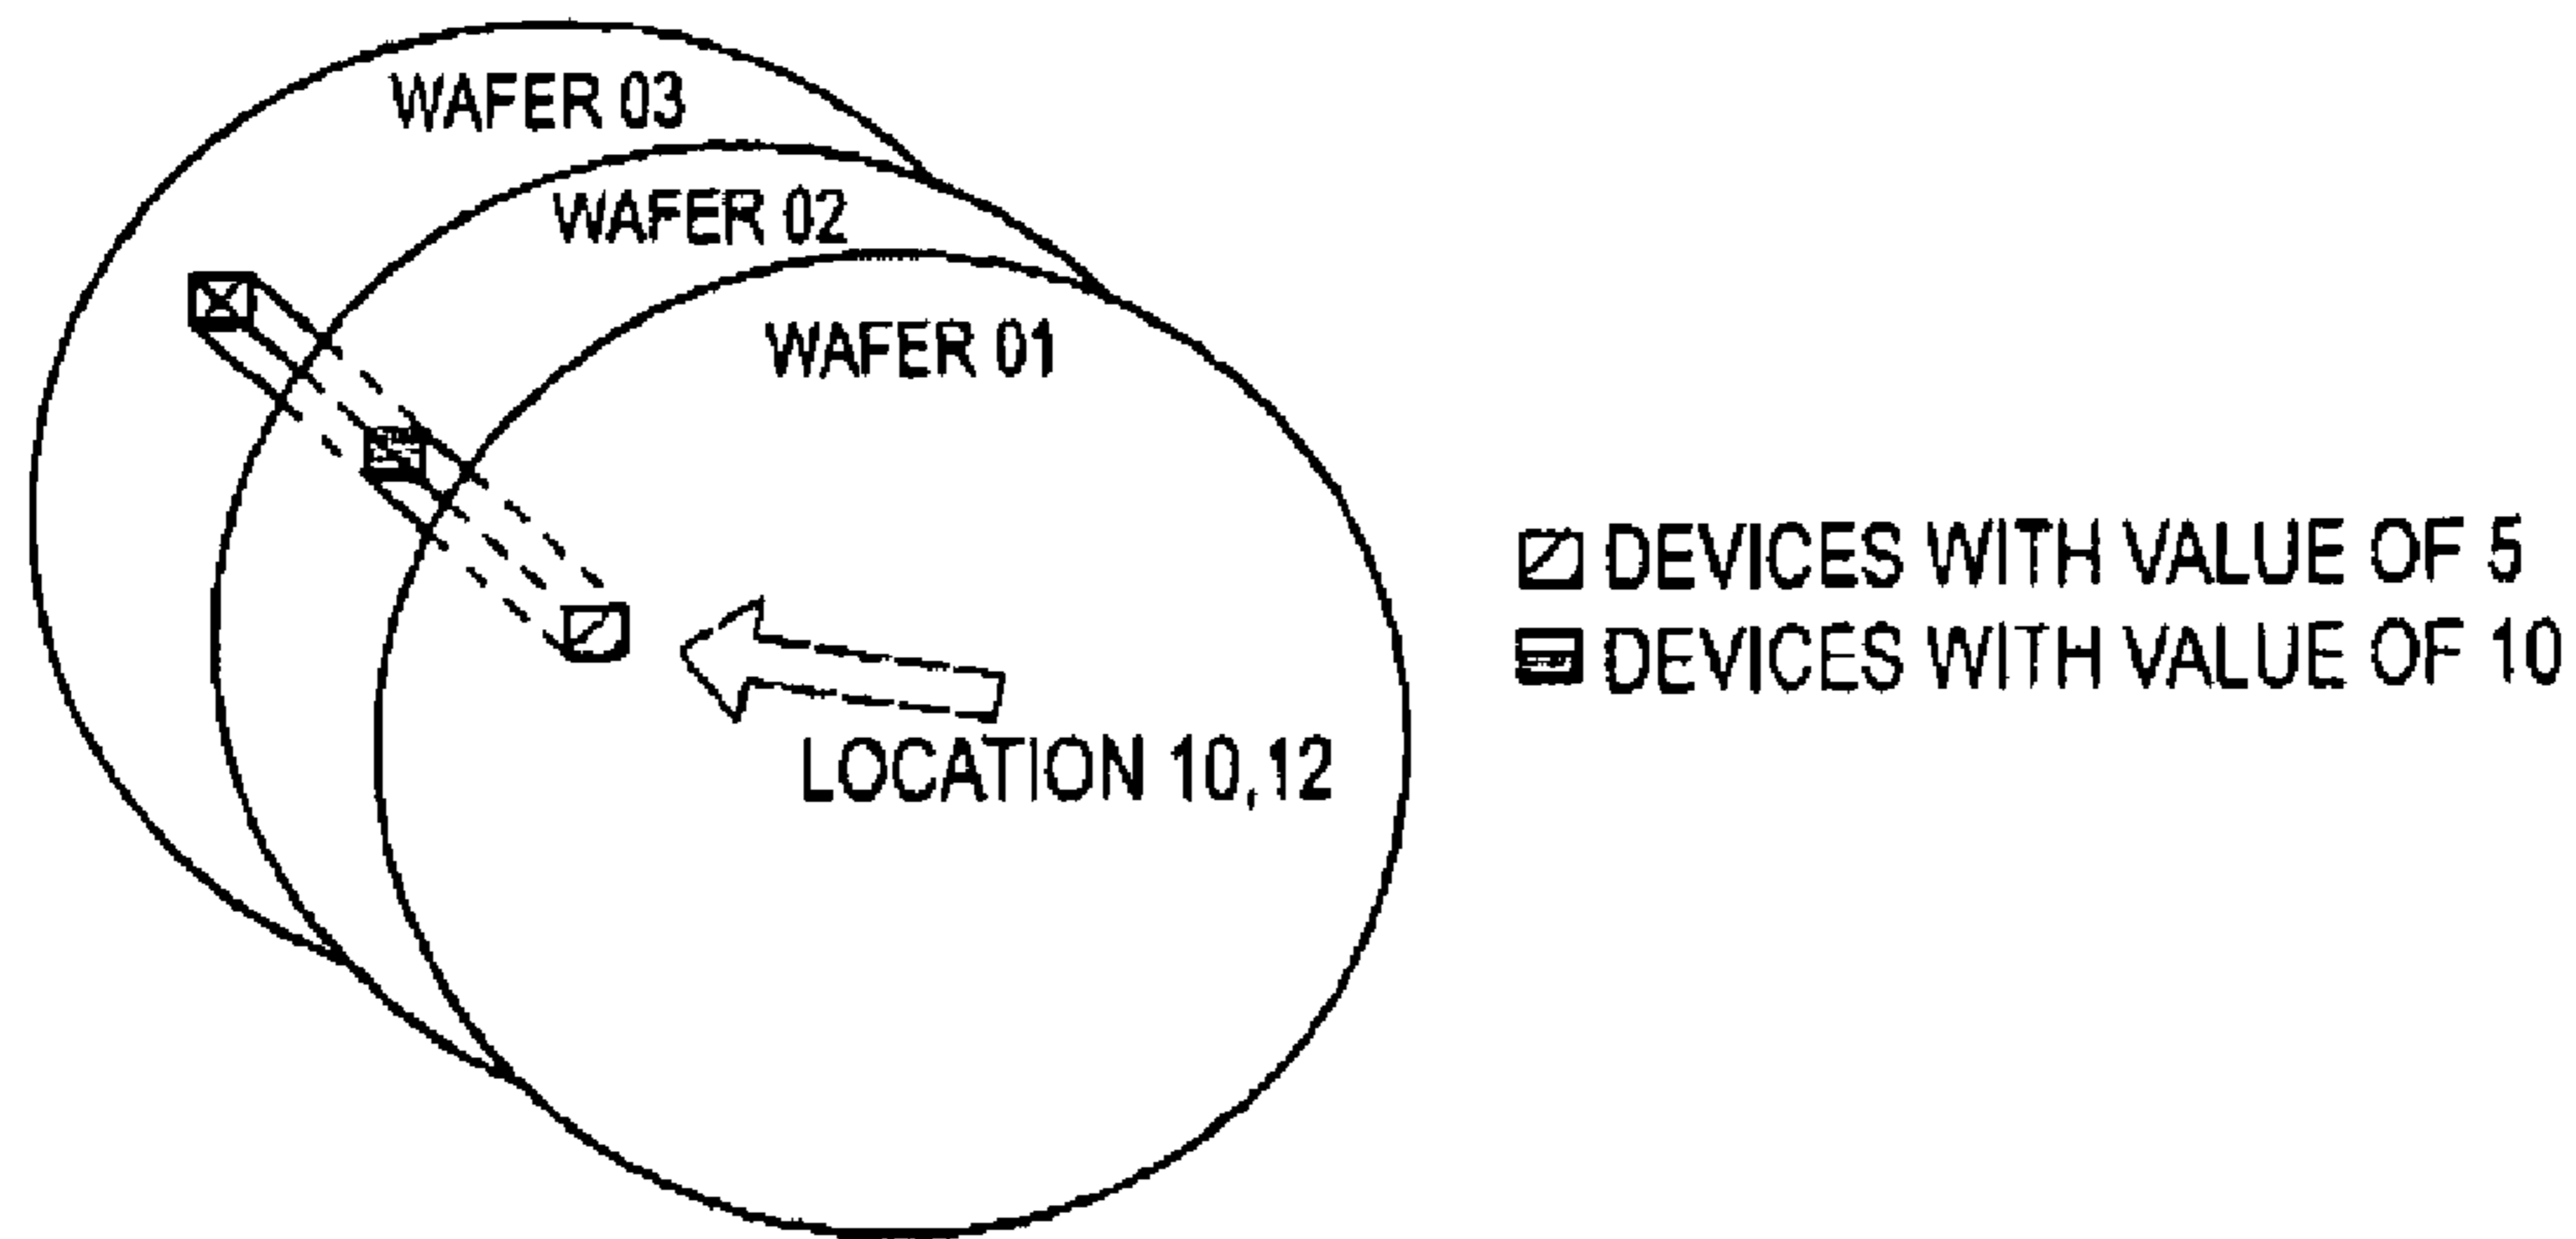 WAFER 03
WAFER 02
WAFER 01
LOCATION 10,12
DEVICES WITH VALUE OF 5
DEVICES WITH VALUE OF 10